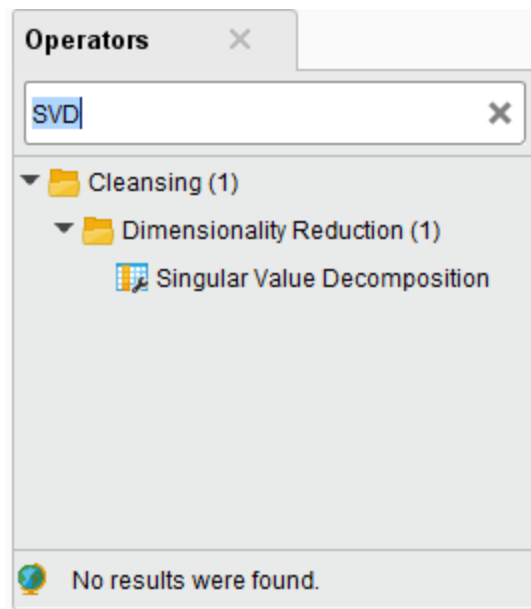 Operators
SVD
Cleansing (1)
Dimensionality Reduction (1)
Singular Value Decomposition
No results were found.